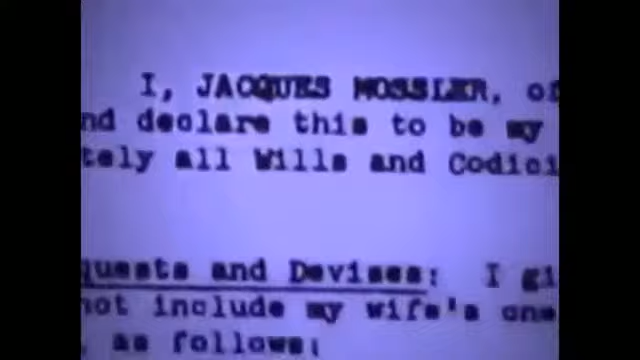 I, JACQUES MOSSLER, of
nd declare this to be my
tely all Wills and Codici
quests and Devises: I gi
not include my wife's one
, as follows: